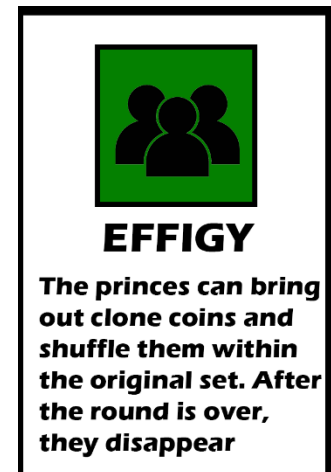 EFFIGY
The princes can bring
out clone coins and
shuffle them within
the original set. After
the round is over,
they disappear